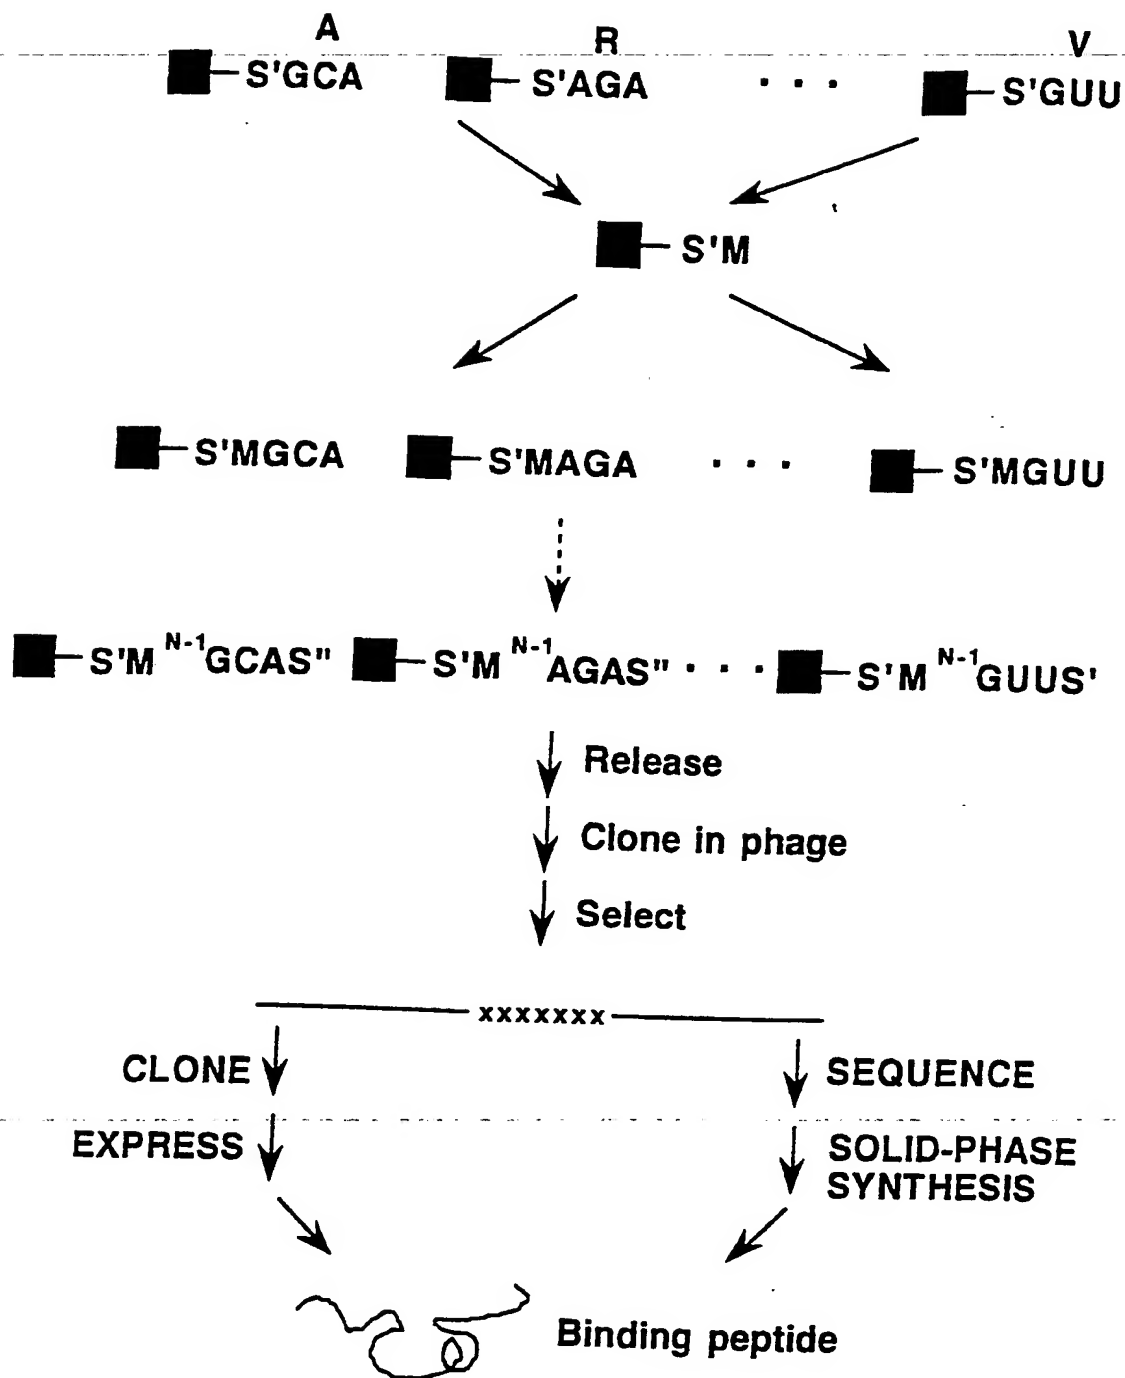 A R V
S'GCA S'AGA . . . S'GUU
S'M
S'MGCA S'MAGA . . . S'MGUU
S'M N-1 GCAS" S'M N-1 AGAS" . . . S'M N-1 GUUS'
Release
Clone in phage
Select
xxxxxxx
CLONE SEQUENCE
EXPRESS SOLID-PHASE
SYNTHESIS
Binding peptide